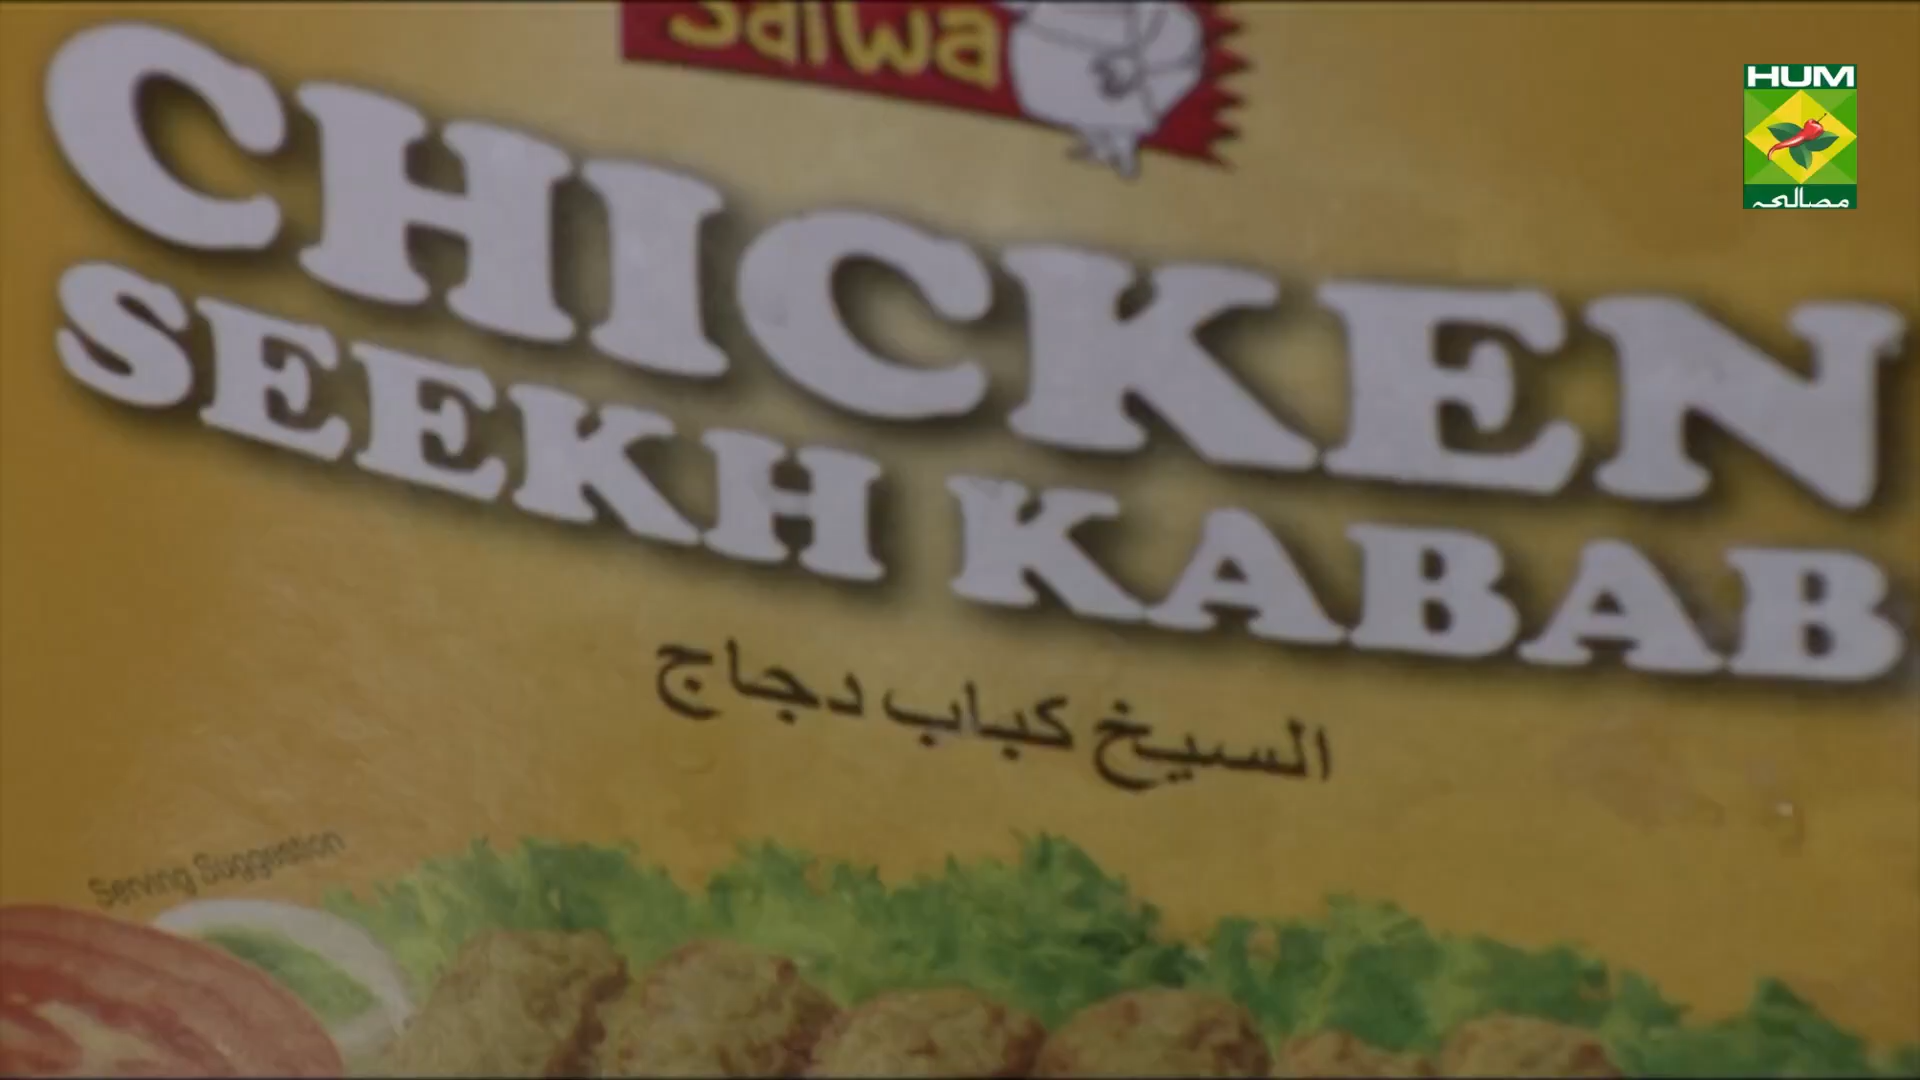 Salwa
HUM
مصالحہ
CHICKEN
SEEKH KABAB
السيخ كباب دجاج
Serving Suggestion